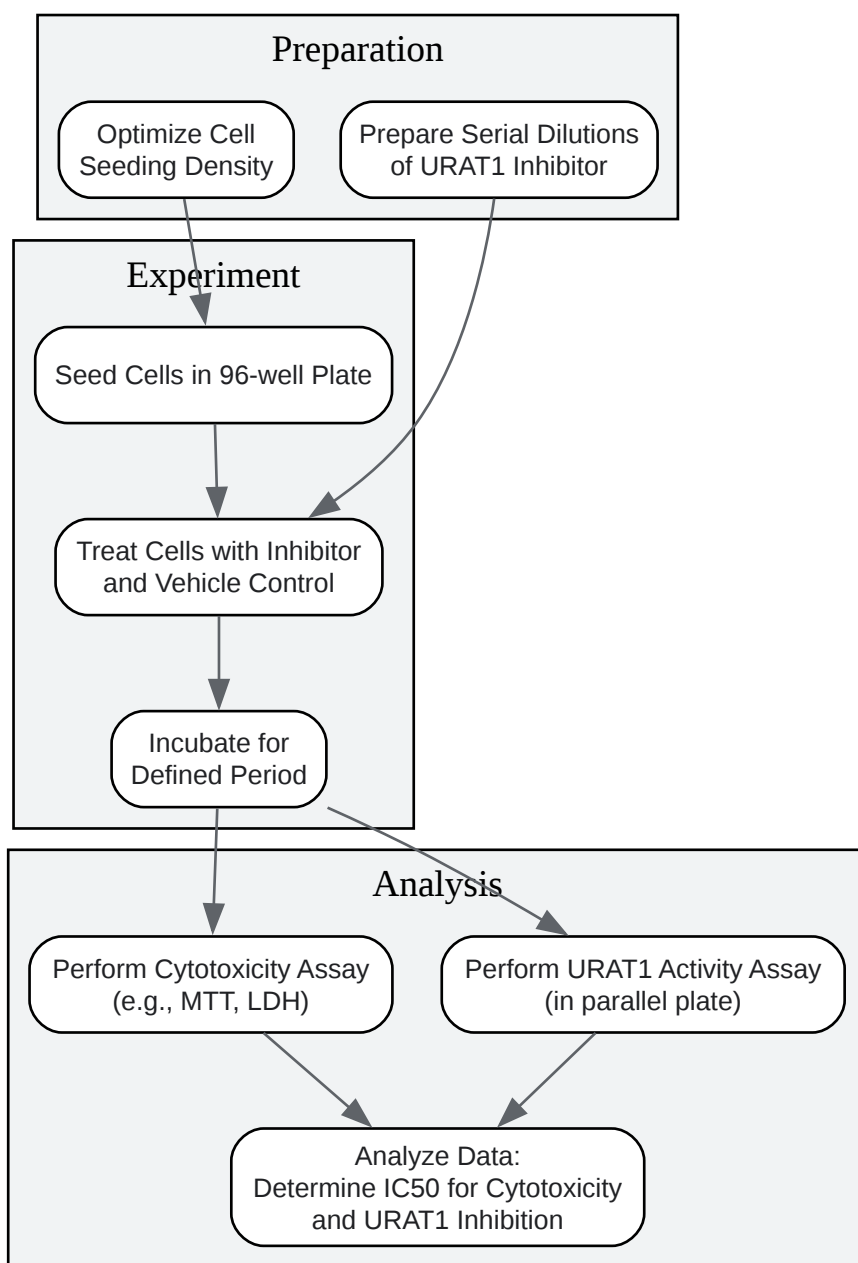 Preparation
Optimize Cell
Seeding Density
Prepare Serial Dilutions
of URAT1 Inhibitor
Experiment
Seed Cells in 96-well Plate
Treat Cells with Inhibitor
and Vehicle Control
Incubate for
Defined Period
Analysis
Perform Cytotoxicity Assay
(e.g., MTT, LDH)
Perform URAT1 Activity Assay
(in parallel plate)
Analyze Data:
Determine IC50 for Cytotoxicity
and URAT1 Inhibition